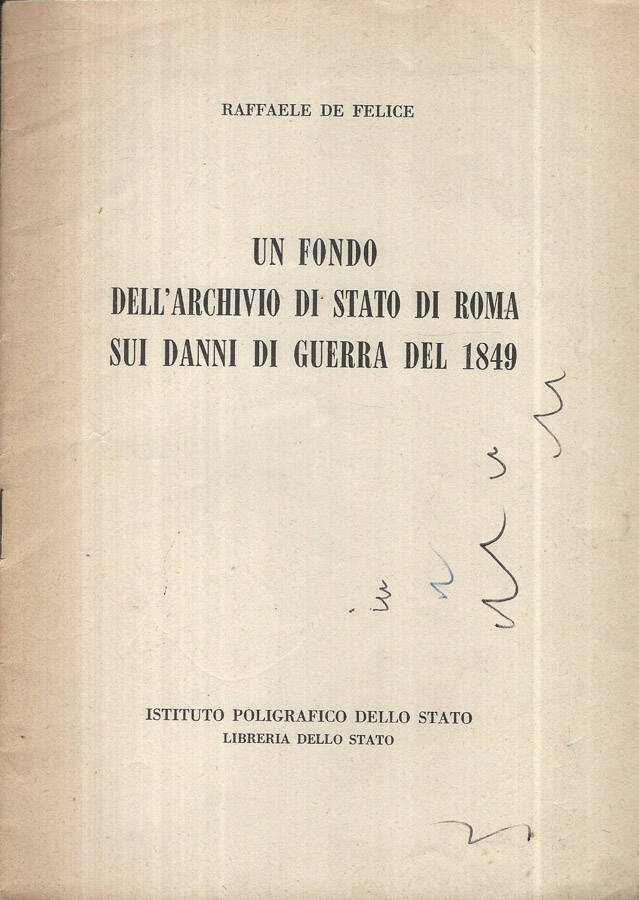 RAFFAELE DE FELICE
UN FONDO
DELL'ARCHIVIO DI STATO DI ROMA
SUI DANNI DI GUERRA DEL 1849
ISTITUTO POLIGRAFICO DELLO STATO
LIBRERIA DELLO STATO